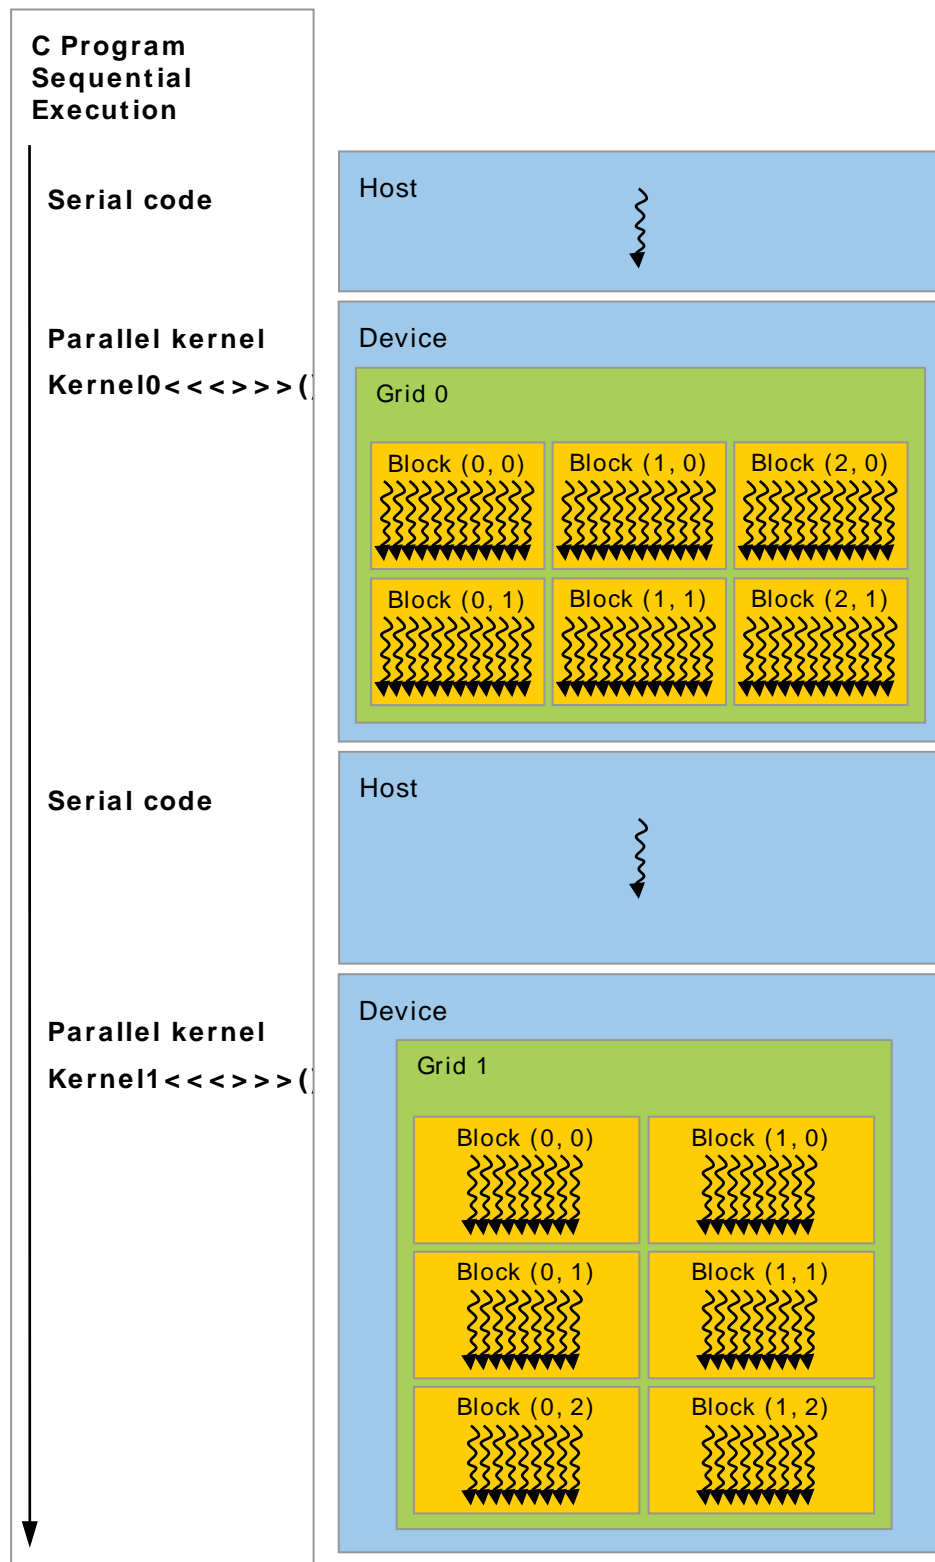 C Program
Sequential
Execution
Serial code
Host
Parallel kernel
Kernel0<<<>>>()
Device
Grid 0
Block (0, 0) Block (1, 0) Block (2, 0)
Block (0, 1) Block (1, 1) Block (2, 1)
Serial code
Host
Parallel kernel
Kernel1<<<>>>()
Device
Grid 1
Block (0, 0) Block (1, 0)
Block (0, 1) Block (1, 1)
Block (0, 2) Block (1, 2)